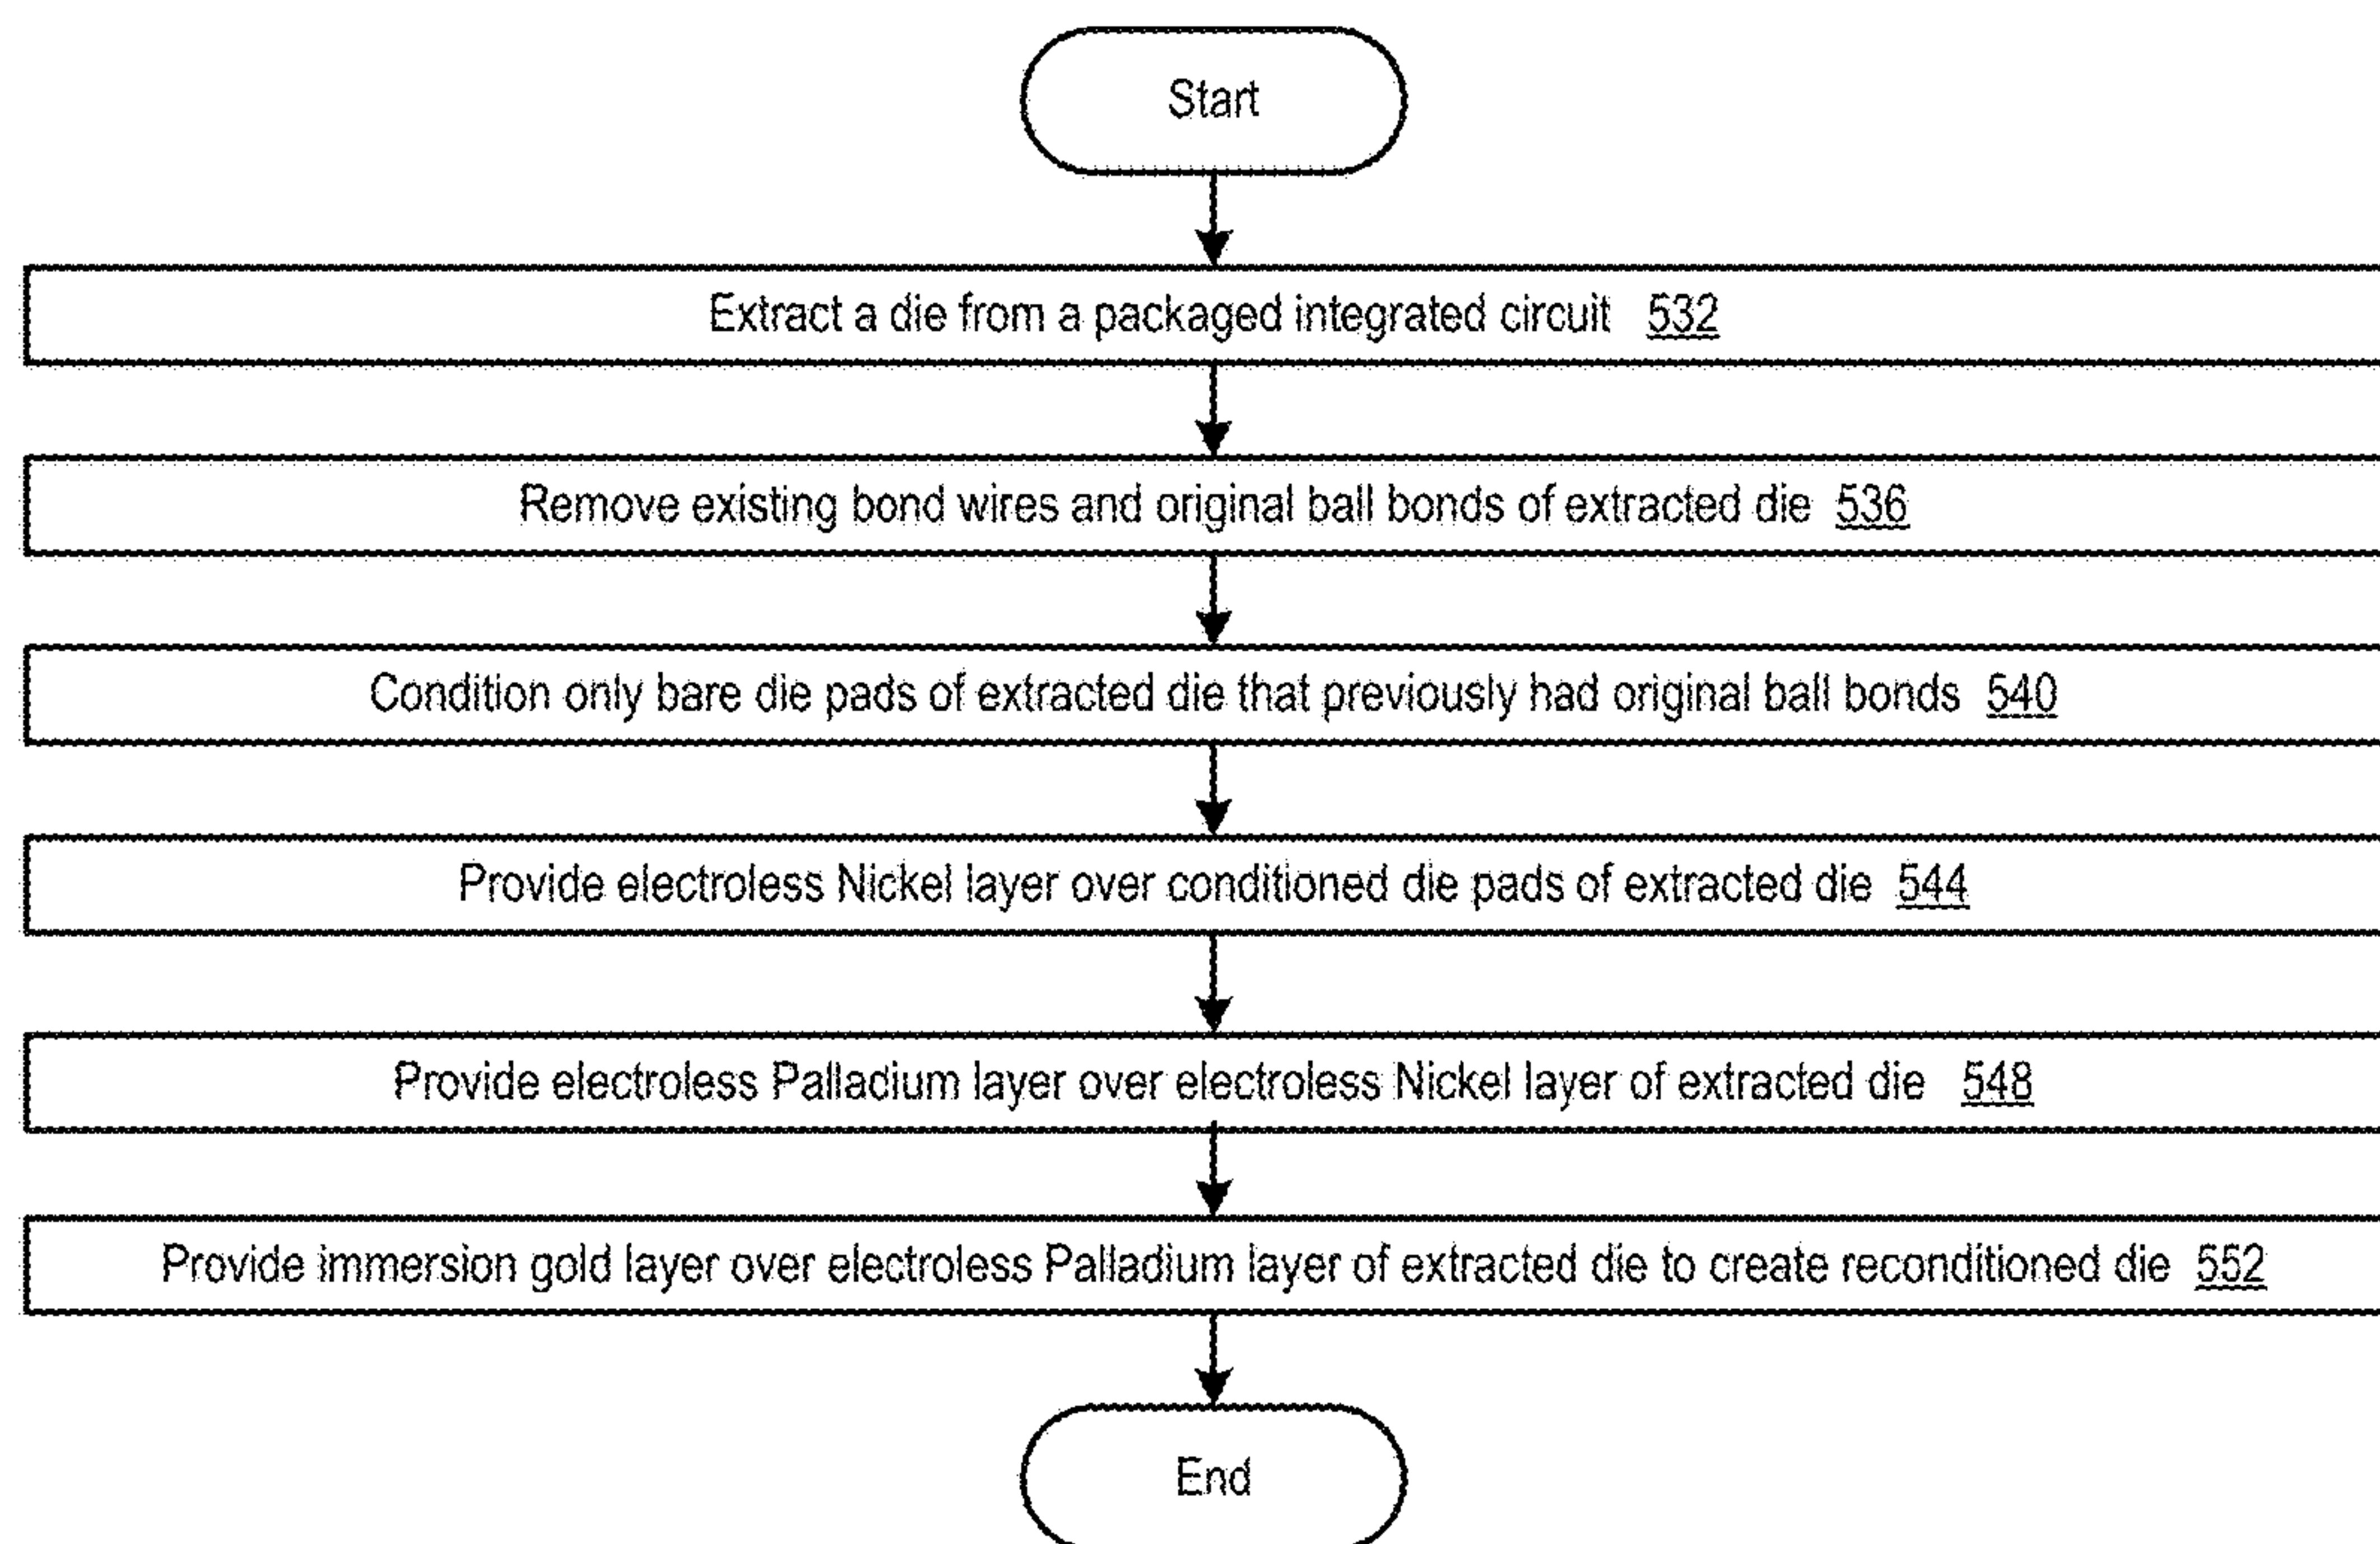 Start
Extract a die from a packaged integrated circuit 532
Remove existing bond wires and original ball bonds of extracted die 536
Condition only bare die pads of extracted die that previously had original ball bonds 540
Provide electroless Nickel layer over conditioned die pads of extracted die 544
Provide electroless Palladium layer over electroless Nickel layer of extracted die 548
Provide immersion gold layer over electroless Palladium layer of extracted die to create reconditioned die 552
End